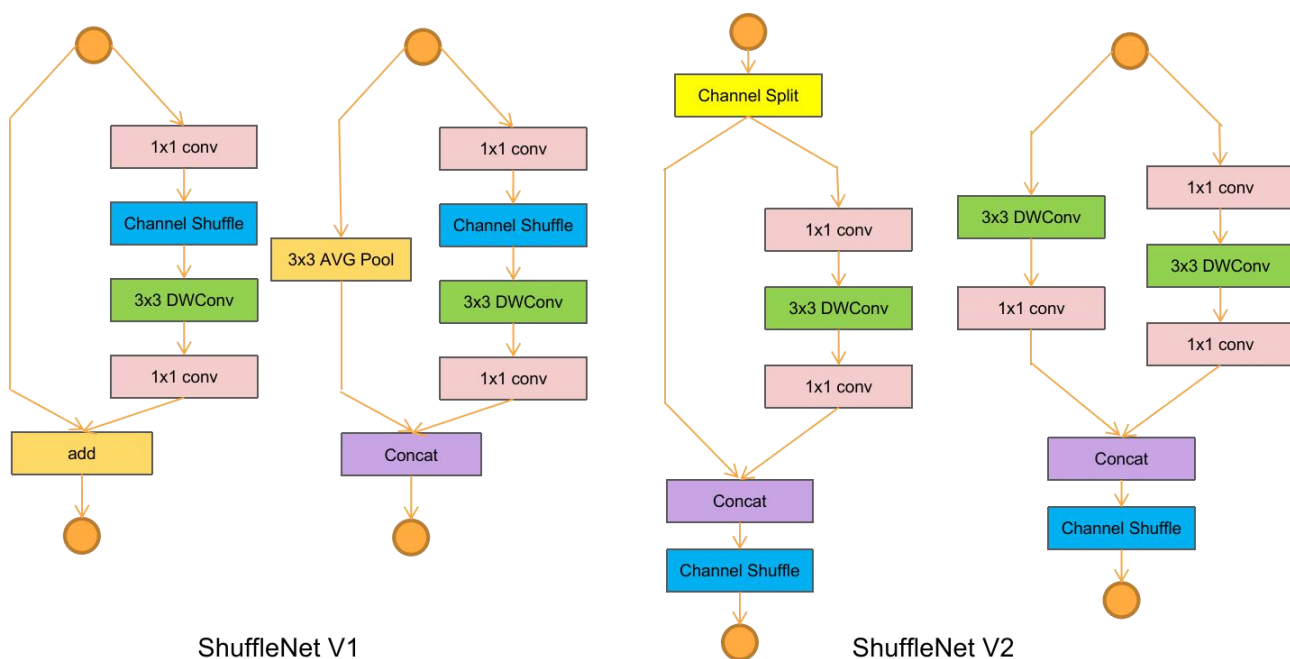 1x1 conv
Channel Shuffle
3x3 DWConv
1x1 conv
add
1x1 conv
Channel Shuffle
3x3 AVG Pool
3x3 DWConv
1x1 conv
Concat
ShuffleNet V1
Channel Split
1x1 conv
3x3 DWConv
1x1 conv
Concat
Channel Shuffle
3x3 DWConv
1x1 conv
1x1 conv
3x3 DWConv
1x1 conv
Concat
Channel Shuffle
ShuffleNet V2